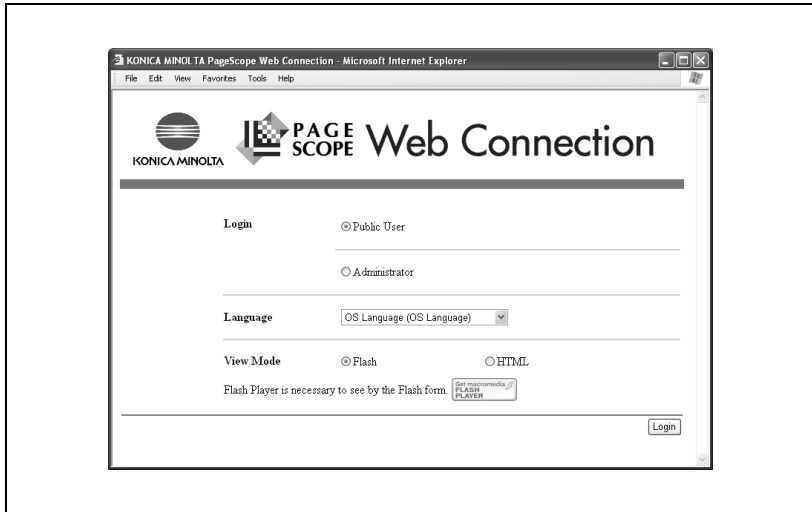 KONICA MINOLTA PageScope Web Connection - Microsoft Internet Explorer
File Edit View Favorites Tools Help
KONICA MINOLTA
PAGE SCOPE Web Connection
Login
Public User
Administrator
Language
OS Language (OS Language)
View Mode
Flash
HTML
Flash Player is necessary to see by the Flash form.
Get macromedia
FLASH
PLAYER
Login